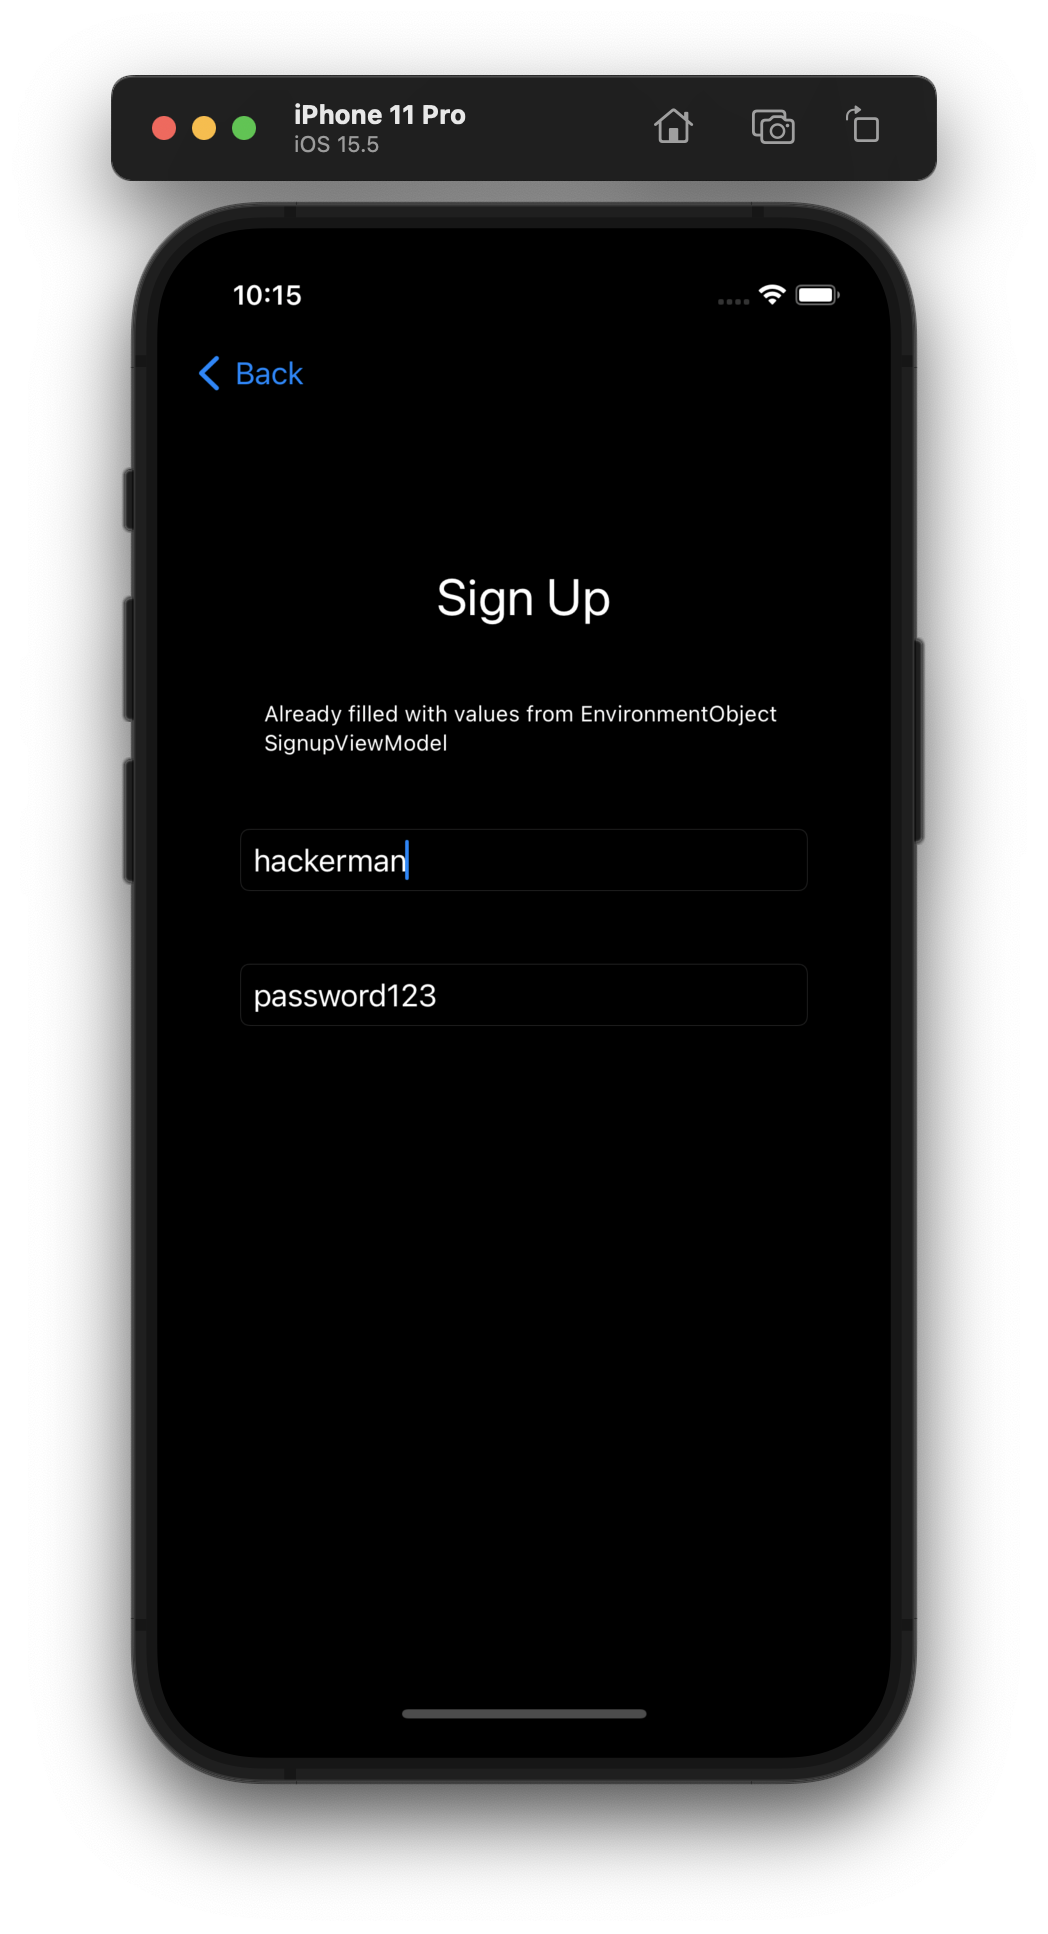 iPhone 11 Pro
iOS 15.5
10:15
Back
Sign Up
Already filled with values from EnvironmentObject
SignupViewModel
hackerman
password123